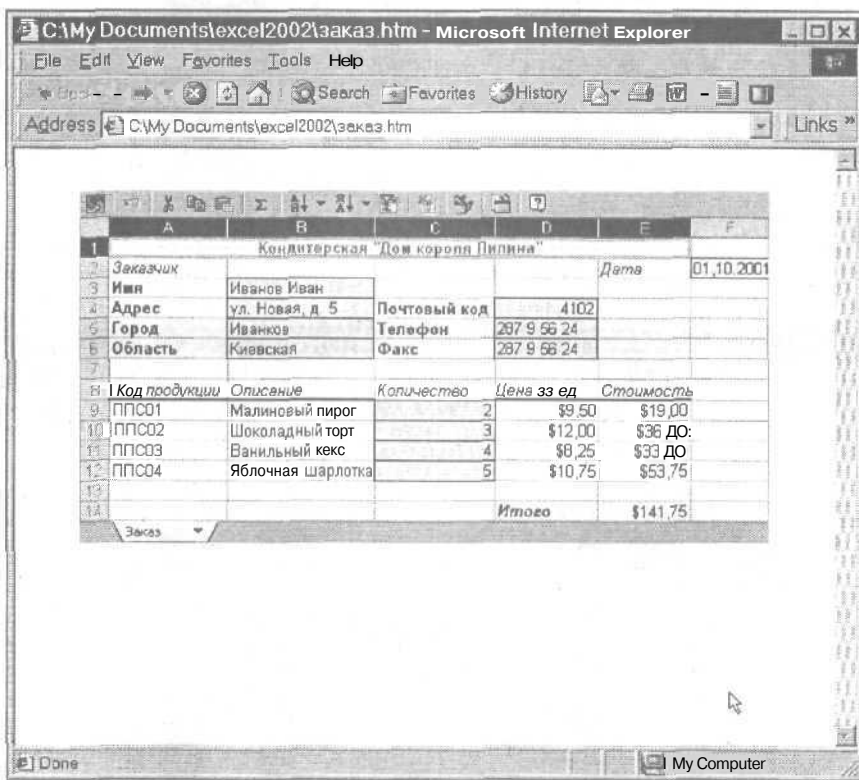 C:\My Documents\excel2002\заказ.htm - Microsoft Internet Explorer
File Edit View Favorites Tools Help
Search Favorites History
Address C:\My Documents\excel2002\заказ.htm Links »
A B C D E F
1 Кондитерская "Дом короля Пипина"
2 Заказчик Дата 01,10.2001
3 Имя Иванов Иван
4 Адрес ул. Новая, д. 5 Почтовый код 4102
5 Город Иванков Телефон 287 9 56 24
6 Область Киевская Факс 287 9 56 24
7
8 Код продукции Описание Количество Цена зз ед Стоимость
9 ППС01 Малиновый пирог 2 $9,50 $19,00
10 ППС02 Шоколадный торт 3 $12,00 $36 ДО:
11 ППС03 Ванильный кекс 4 $8,25 $33 ДО
12 ППС04 Яблочная шарлотка 5 $10,75 $53,75
13
14 Итого $141,75
Заказ
Done My Computer